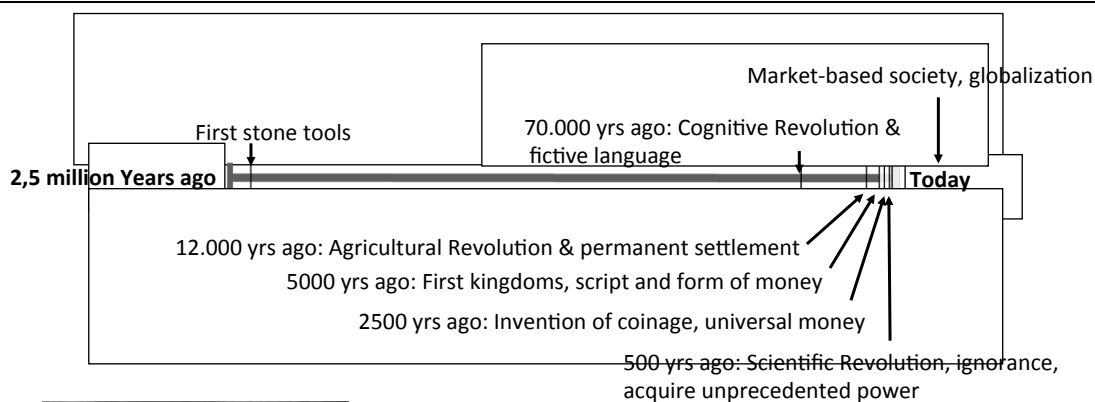 Market-based society, globalization
First stone tools
70.000 yrs ago: Cognitive Revolution &
fictive language
2,5 million Years ago
Today
12.000 yrs ago: Agricultural Revolution & permanent settlement
5000 yrs ago: First kingdoms, script and form of money
2500 yrs ago: Invention of coinage, universal money
500 yrs ago: Scientific Revolution, ignorance,
acquire unprecedented power